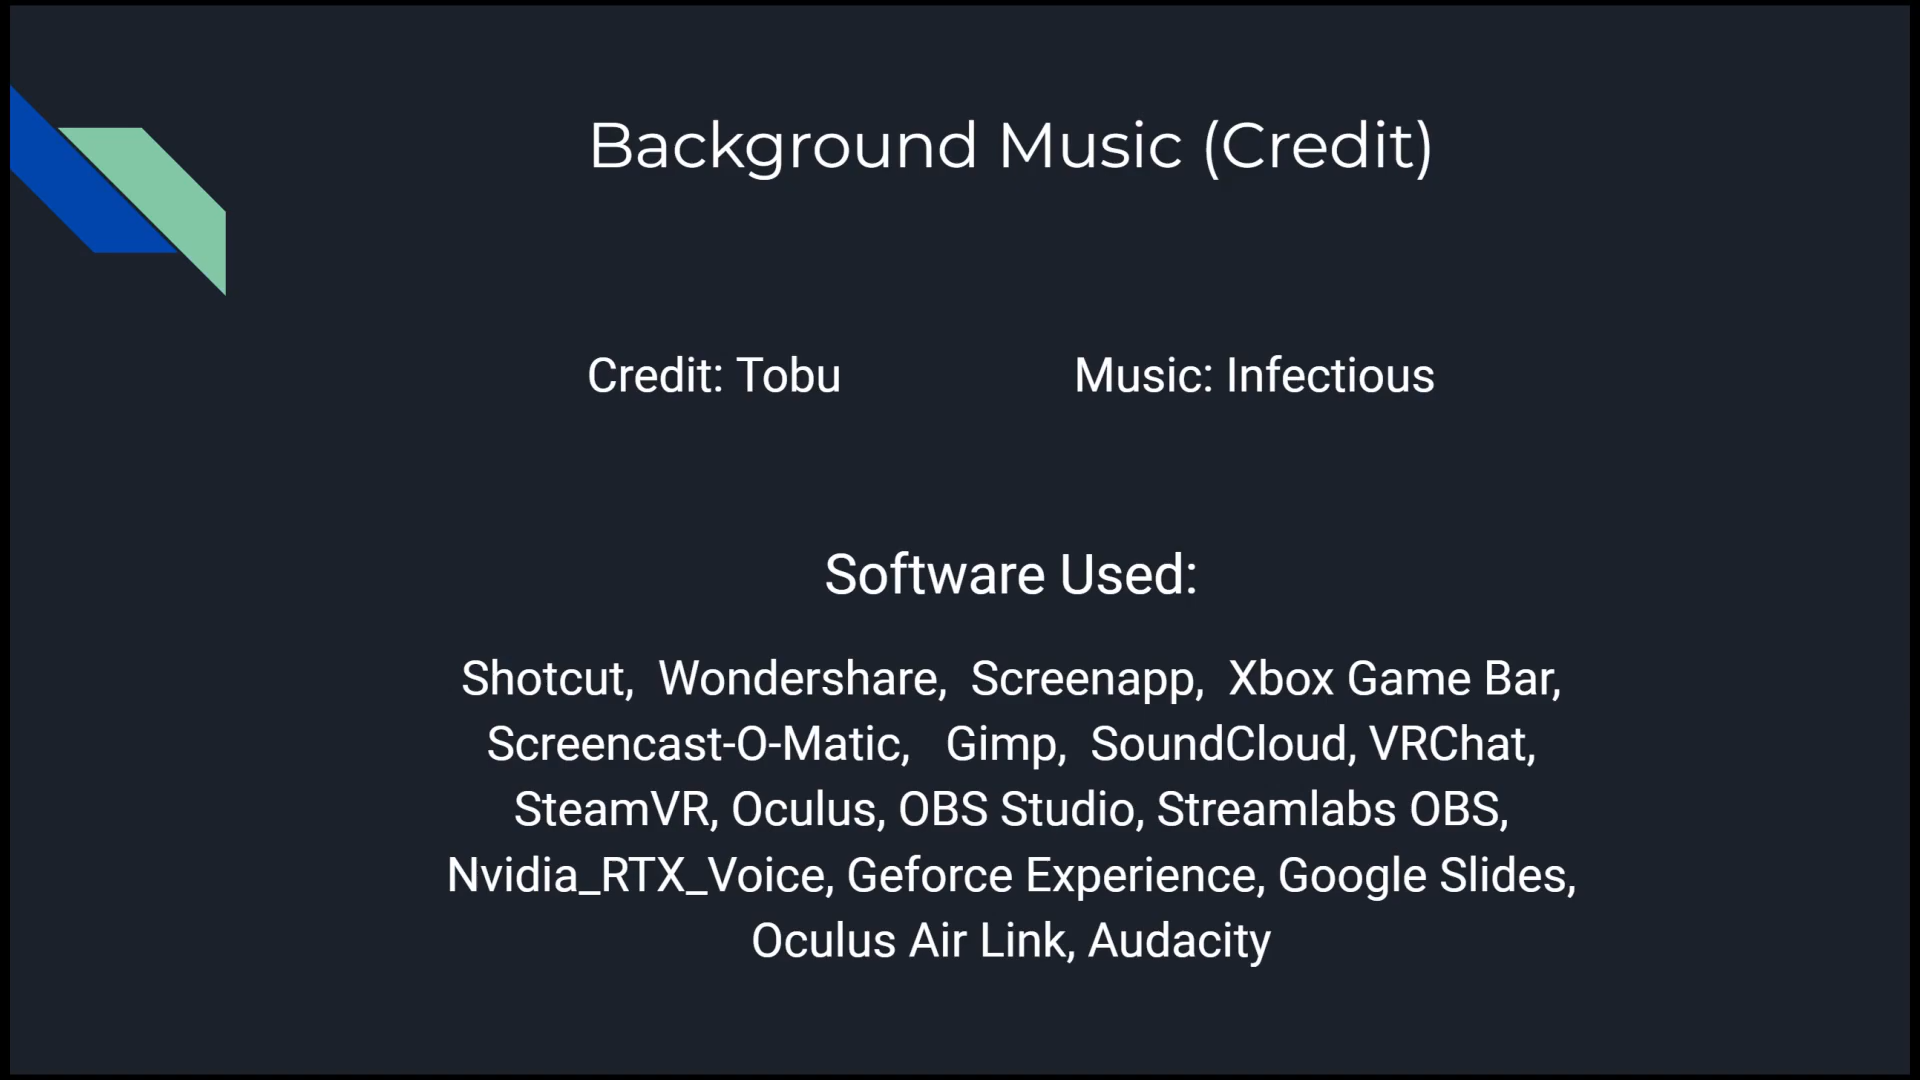 Background Music (Credit)
Credit: Tobu
Music: Infectious
Software Used:
Shotcut, Wondershare, Screenapp, Xbox Game Bar,
Screencast-O-Matic, Gimp, SoundCloud, VRChat,
SteamVR, Oculus, OBS Studio, Streamlabs OBS,
Nvidia_RTX_Voice, Geforce Experience, Google Slides,
Oculus Air Link, Audacity